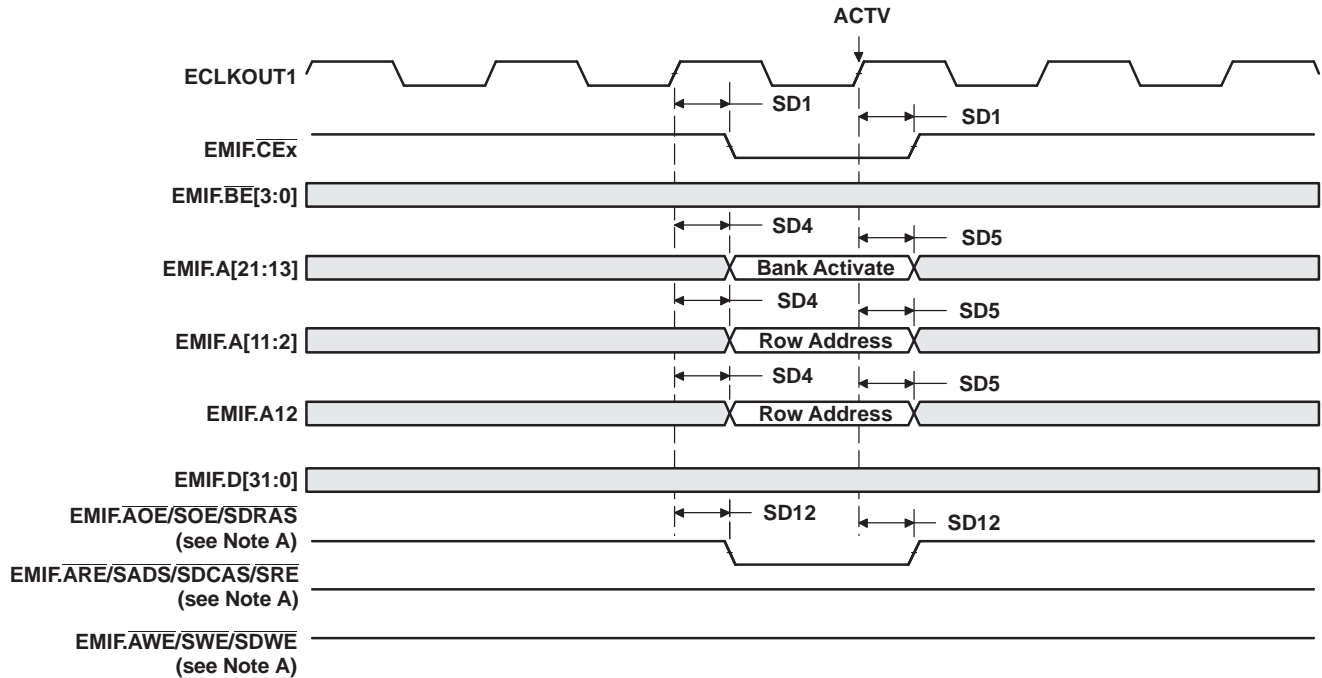 ACTV
ECLKOUT1
SD1
SD1
EMIF.CEx
EMIF.BE[3:0]
SD4
SD5
EMIF.A[21:13]
Bank Activate
SD4
SD5
EMIF.A[11:2]
Row Address
SD4
SD5
EMIF.A12
Row Address
EMIF.D[31:0]
EMIF.AOE/SOE/SDRAS
(see Note A)
SD12
SD12
EMIF.ARE/SADS/SDCAS/SRE
(see Note A)
EMIF.AWE/SWE/SDWE
(see Note A)